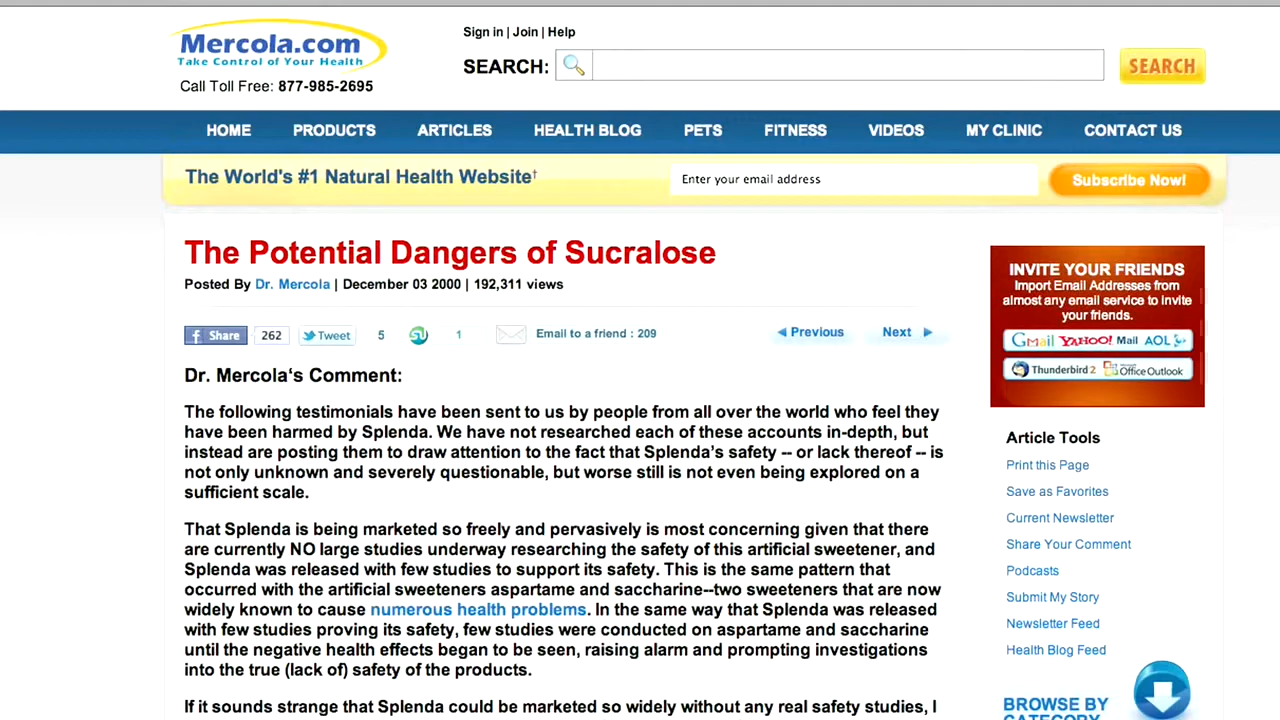 Mercola.com
Take Control of Your Health
Call Toll Free: 877-985-2695
Sign in | Join | Help
SEARCH:
SEARCH
HOME PRODUCTS ARTICLES HEALTH BLOG PETS FITNESS VIDEOS MY CLINIC CONTACT US
The World's #1 Natural Health Website†
Enter your email address
Subscribe Now!
The Potential Dangers of Sucralose
Posted By Dr. Mercola | December 03 2000 | 192,311 views
f Share 262 Tweet 5 1 Email to a friend : 209 Previous Next
Dr. Mercola‘s Comment:
The following testimonials have been sent to us by people from all over the world who feel they
have been harmed by Splenda. We have not researched each of these accounts in-depth, but
instead are posting them to draw attention to the fact that Splenda’s safety -- or lack thereof -- is
not only unknown and severely questionable, but worse still is not even being explored on a
sufficient scale.
That Splenda is being marketed so freely and pervasively is most concerning given that there
are currently NO large studies underway researching the safety of this artificial sweetener, and
Splenda was released with few studies to support its safety. This is the same pattern that
occurred with the artificial sweeteners aspartame and saccharine--two sweeteners that are now
widely known to cause numerous health problems. In the same way that Splenda was released
with few studies proving its safety, few studies were conducted on aspartame and saccharine
until the negative health effects began to be seen, raising alarm and prompting investigations
into the true (lack of) safety of the products.
If it sounds strange that Splenda could be marketed so widely without any real safety studies, I
INVITE YOUR FRIENDS
Import Email Addresses from
almost any email service to invite
your friends.
Gmail YAHOO! Mail AOL
Thunderbird 2 Microsoft Office Outlook
Article Tools
Print this Page
Save as Favorites
Current Newsletter
Share Your Comment
Podcasts
Submit My Story
Newsletter Feed
Health Blog Feed
BROWSE BY
CATEGORY